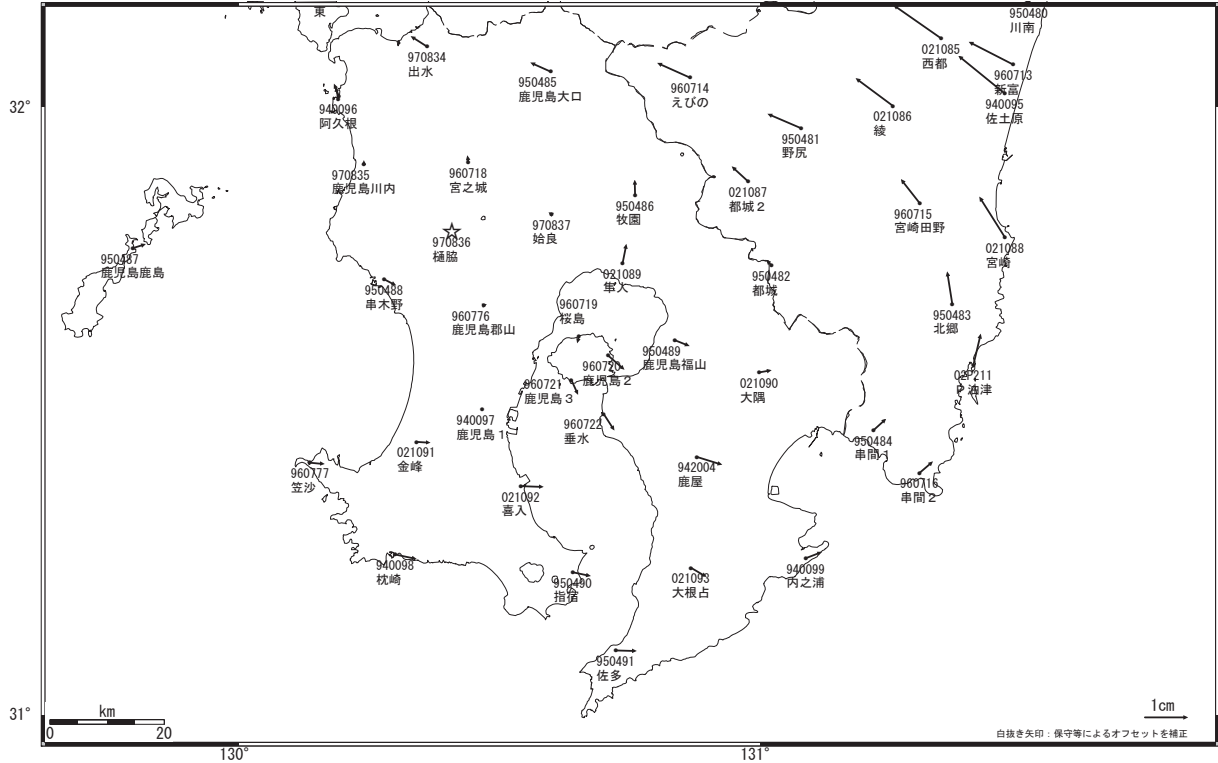 東
950480
川南
970834
出水
950485
鹿児島大口
960714
えびの
021085
西都
960713
新富
940095
佐土原
32°
940096
阿久根
021086
綾
950481
野尻
970835
鹿児島川内
960718
宮之城
950486
牧園
021087
都城2
960715
宮崎田野
970837
姶良
970836
樋脇
021088
宮崎
950487
鹿児島鹿島
021089
隼人
950482
都城
950488
串木野
960776
鹿児島郡山
960719
桜島
950483
北郷
950489
鹿児島福山
960720
鹿児島2
960721
鹿児島3
021090
大隅
P油津
940097
鹿児島1
960722
垂水
950484
串間1
021091
金峰
960777
笠沙
942004
鹿屋
960716
串間2
021092
喜入
940098
枕崎
950490
指宿
021093
大根占
940099
内之浦
950491
佐多
31°
km
0
20
1cm
白抜き矢印:保守等によるオフセットを補正
130°
131°